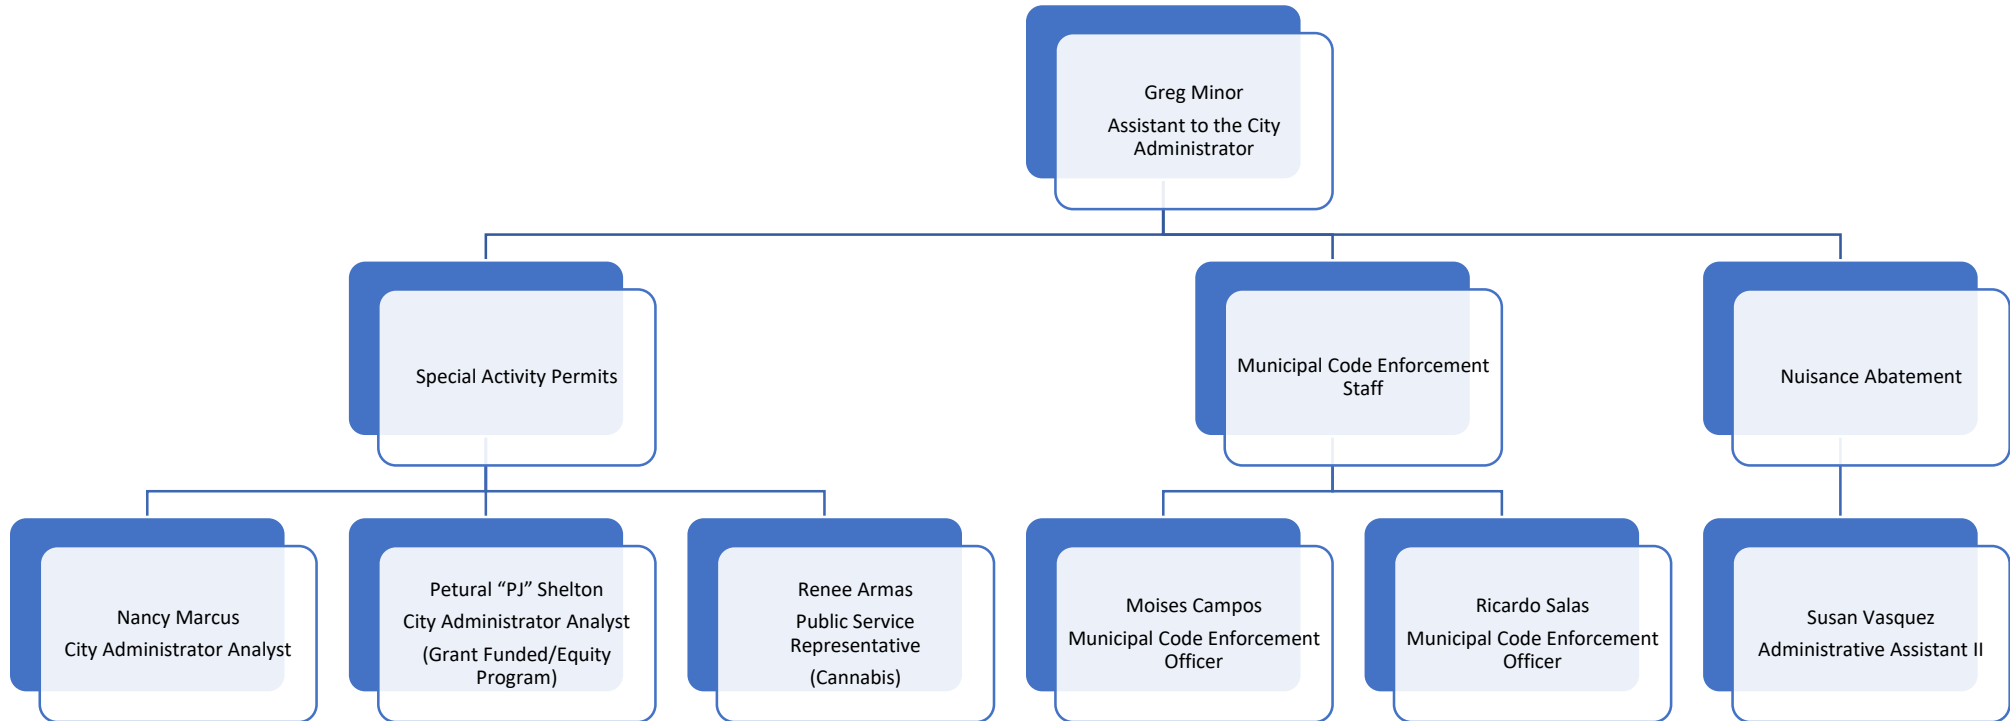 Greg Minor
Assistant to the City
Administrator
Special Activity Permits
Municipal Code Enforcement
Staff
Nuisance Abatement
Nancy Marcus
City Administrator Analyst
Petural “PJ” Shelton
City Administrator Analyst
(Grant Funded/Equity
Program)
Renee Armas
Public Service
Representative
(Cannabis)
Moises Campos
Municipal Code Enforcement
Officer
Ricardo Salas
Municipal Code Enforcement
Officer
Susan Vasquez
Administrative Assistant II